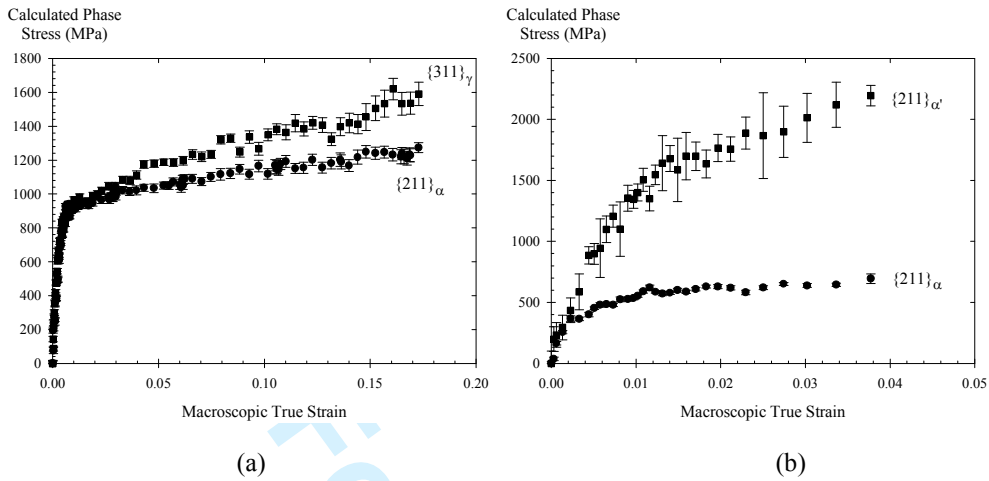 Calculated Phase
Stress (MPa)
1800
1600
1400
1200
1000
800
600
400
200
0
0.00
0.05
0.10
0.15
0.20
Macroscopic True Strain
{311}γ
{211}α
(a)
Calculated Phase
Stress (MPa)
2500
2000
1500
1000
500
0
0.00
0.01
0.02
0.03
0.04
0.05
Macroscopic True Strain
{211}α'
{211}α
(b)